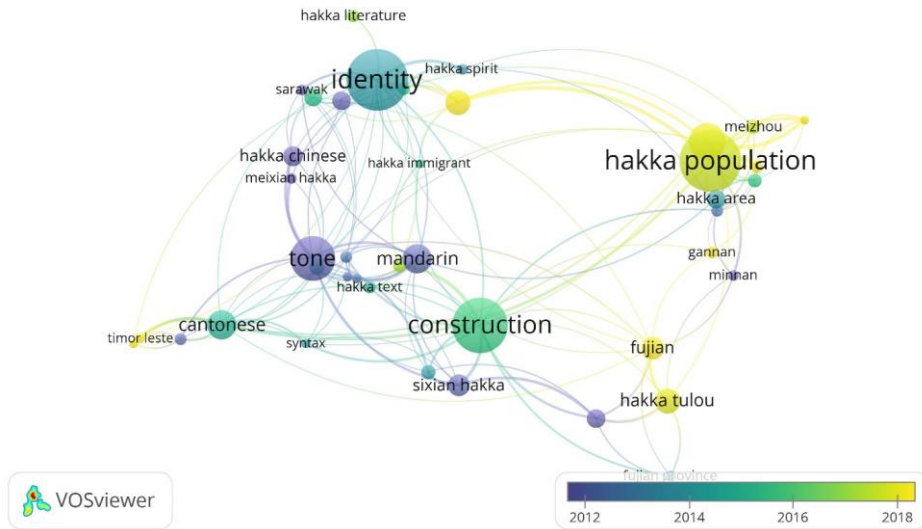 hakka literature
identity
hakka spirit
sarawak
meizhou
hakka population
hakka chinese
hakka immigrant
meixian hakka
hakka area
tone
mandarin
gannan
minnan
hakka text
construction
cantonese
timor leste
syntax
fujian
sixian hakka
hakka tulou
fujian province
VOSviewer
2012 2014 2016 2018